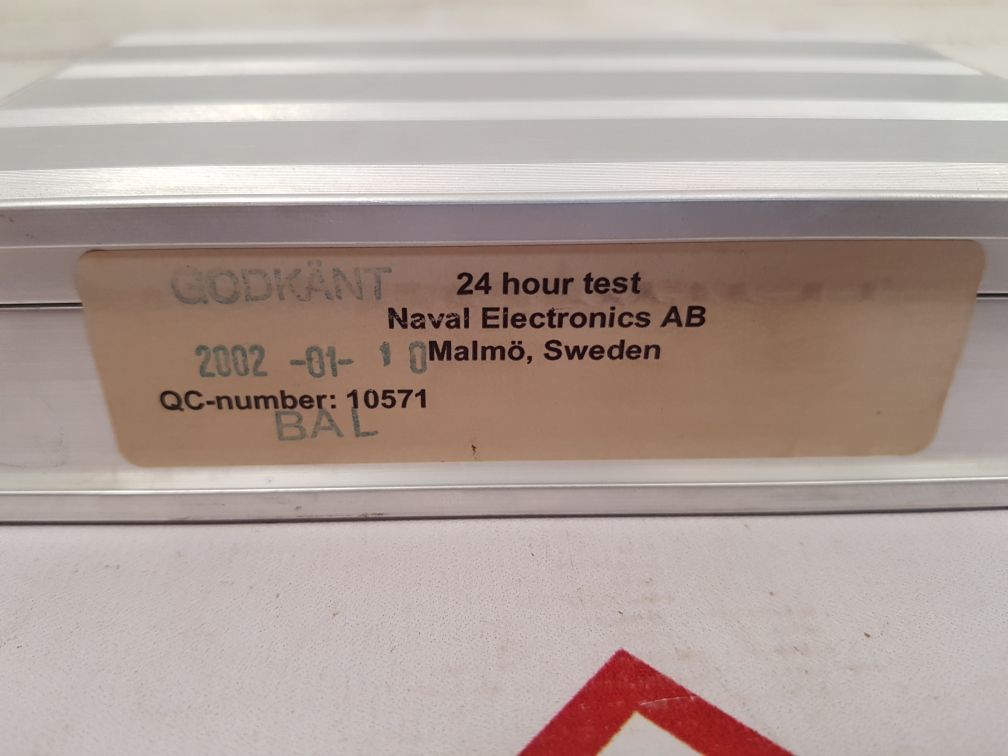 GODKÄNT
24 hour test
Naval Electronics AB
2002 -01- 10
Malmö, Sweden
QC-number: 10571
BAL